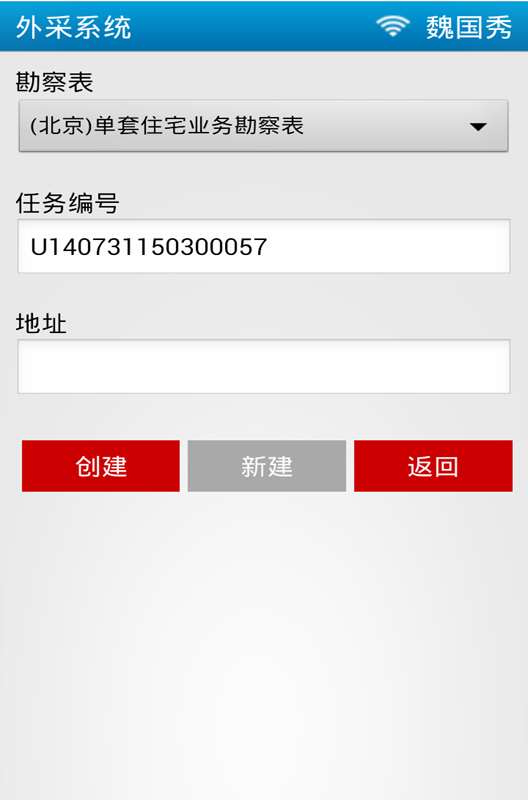 外采系统 魏国秀
勘察表
(北京)单套住宅业务勘察表
任务编号
U140731150300057
地址
创建 新建 返回